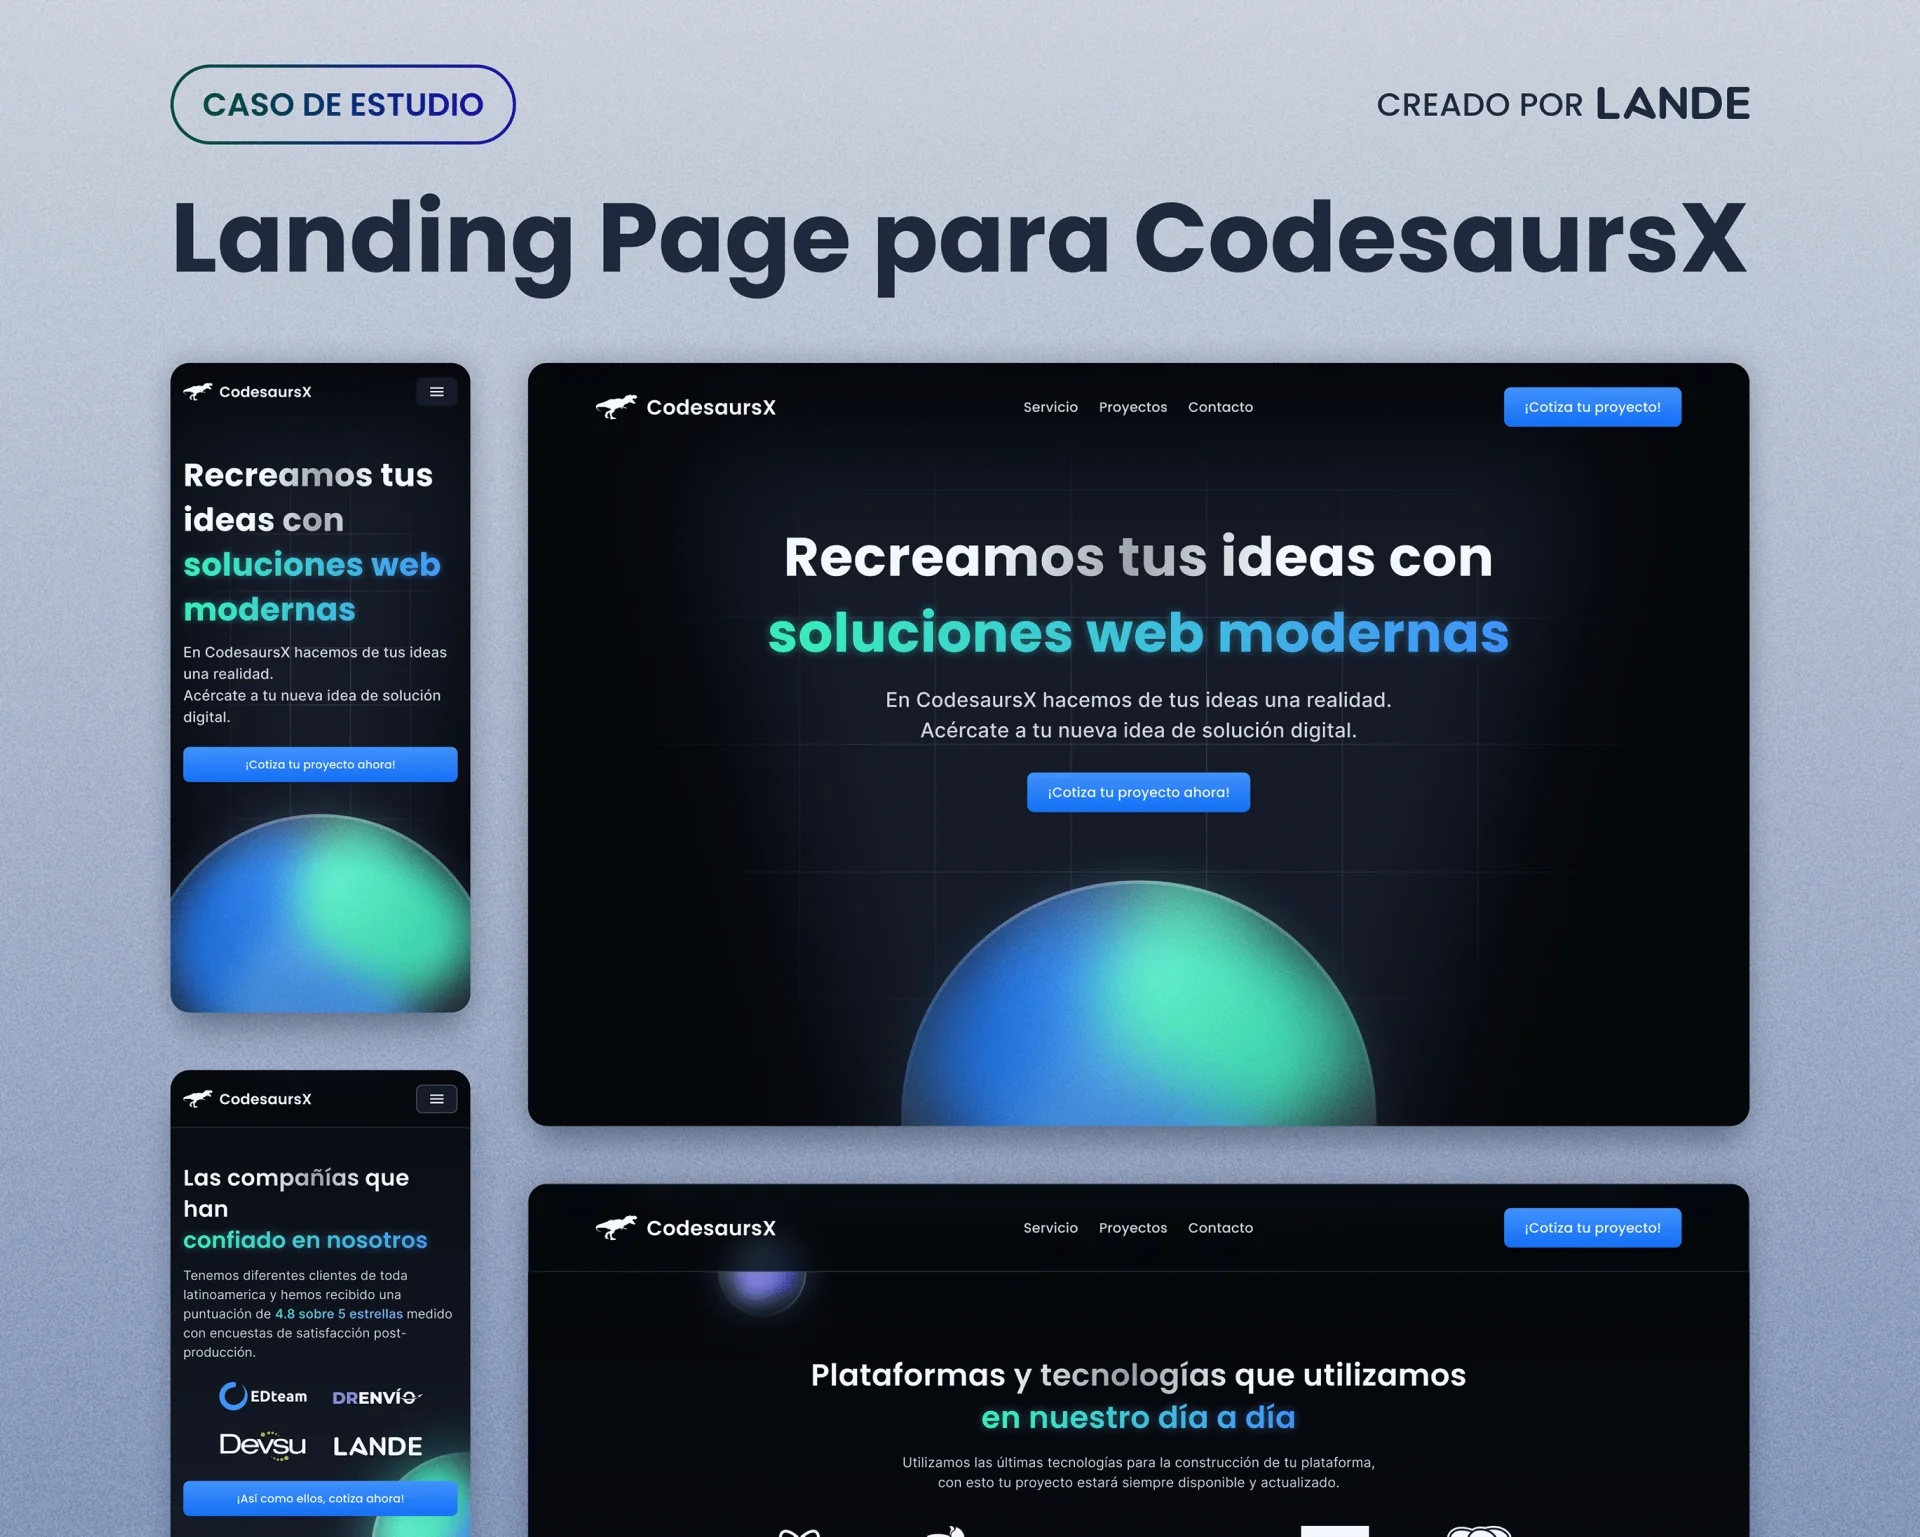 CASO DE ESTUDIO
CREADO POR LANDE
Landing Page para CodesaursX
CodesaursX
Recreamos tus
ideas con
soluciones web
modernas
En CodesaursX hacemos de tus ideas
una realidad.
Acércate a tu nueva idea de solución
digital.
¡Cotiza tu proyecto ahora!
CodesaursX
Servicio
Proyectos
Contacto
¡Cotiza tu proyecto!
Recreamos tus ideas con
soluciones web modernas
En CodesaursX hacemos de tus ideas una realidad.
Acércate a tu nueva idea de solución digital.
¡Cotiza tu proyecto ahora!
CodesaursX
Las compañías que
han
confiado en nosotros
Tenemos diferentes clientes de toda
latinoamerica y hemos recibido una
puntuación de 4.8 sobre 5 estrellas medido
con encuestas de satisfacción post-
producción.
EDteam
DRENVÍO
Devsu
LANDE
¡Así como ellos, cotiza ahora!
CodesaursX
Servicio
Proyectos
Contacto
¡Cotiza tu proyecto!
Plataformas y tecnologías que utilizamos
en nuestro día a día
Utilizamos las últimas tecnologías para la construcción de tu plataforma,
con esto tu proyecto estará siempre disponible y actualizado.